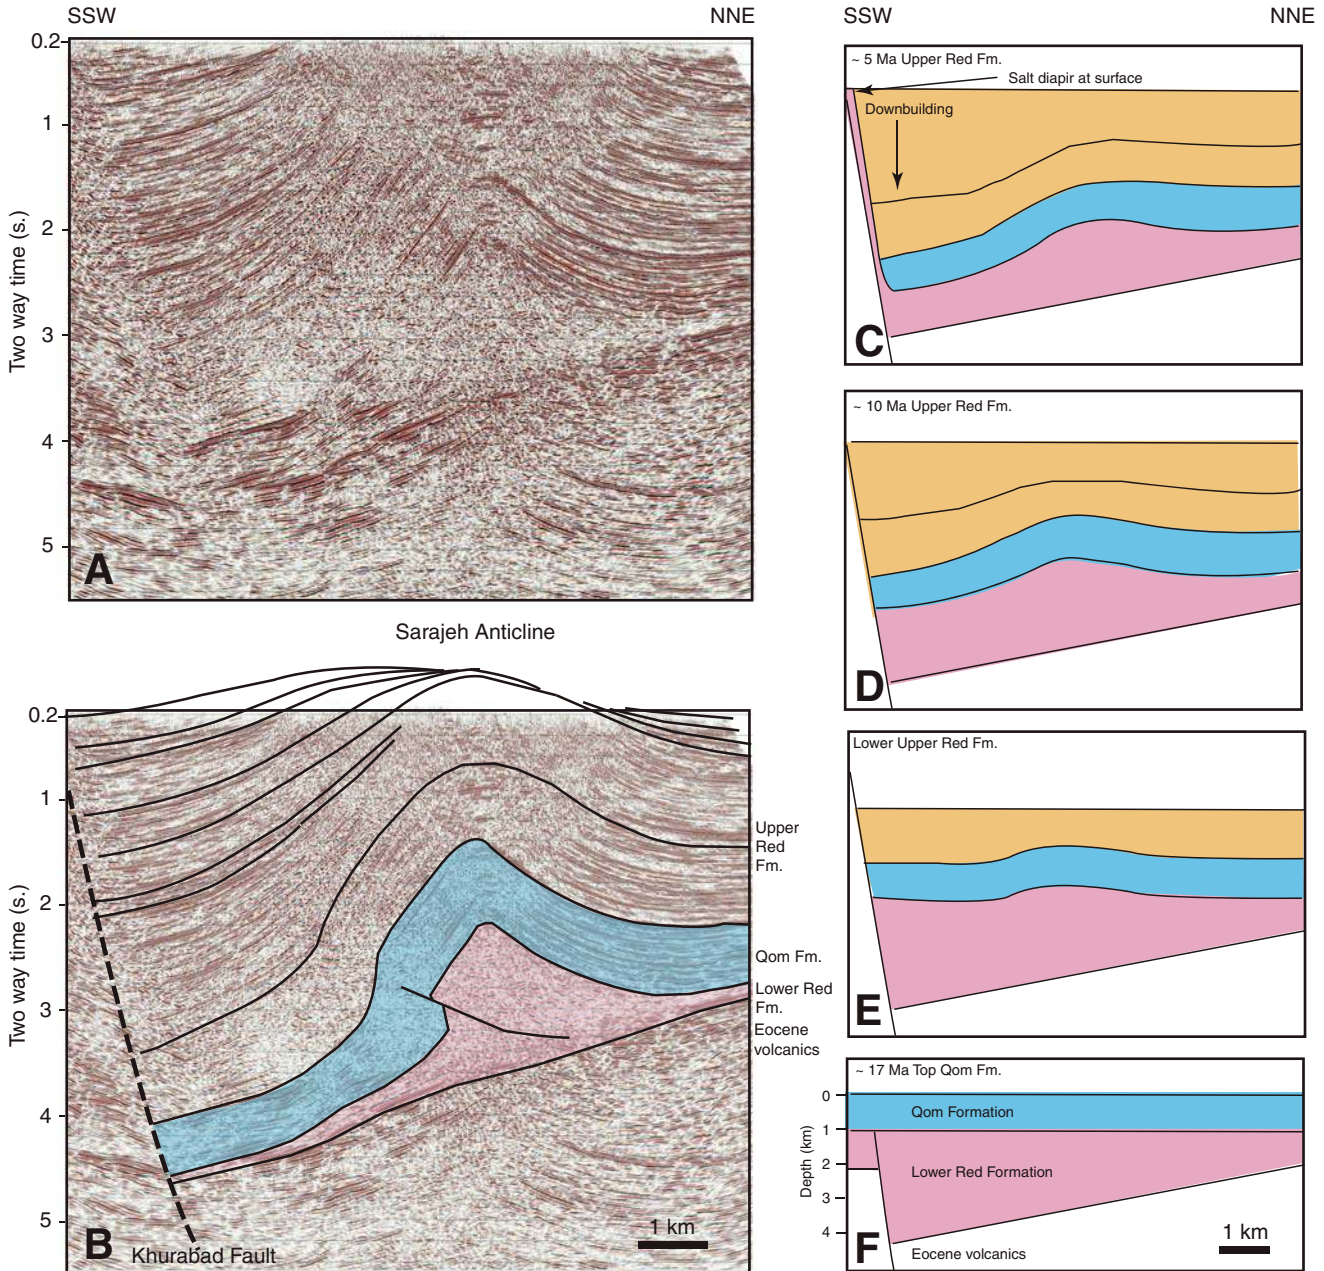 SSW
NNE
0.2
1
2
3
4
5
Two way time (s.)
A
Sarajeh Anticline
0.2
1
2
3
4
5
Two way time (s.)
Upper
Red
Fm.
Qom Fm.
Lower Red
Fm.
Eocene
volcanics
B
Khurabad Fault
1 km
SSW
NNE
~ 5 Ma Upper Red Fm.
Salt diapir at surface
Downbuilding
C
~ 10 Ma Upper Red Fm.
D
Lower Upper Red Fm.
E
~ 17 Ma Top Qom Fm.
0
1
2
3
4
Depth (km)
Qom Formation
Lower Red Formation
F
Eocene volcanics
1 km